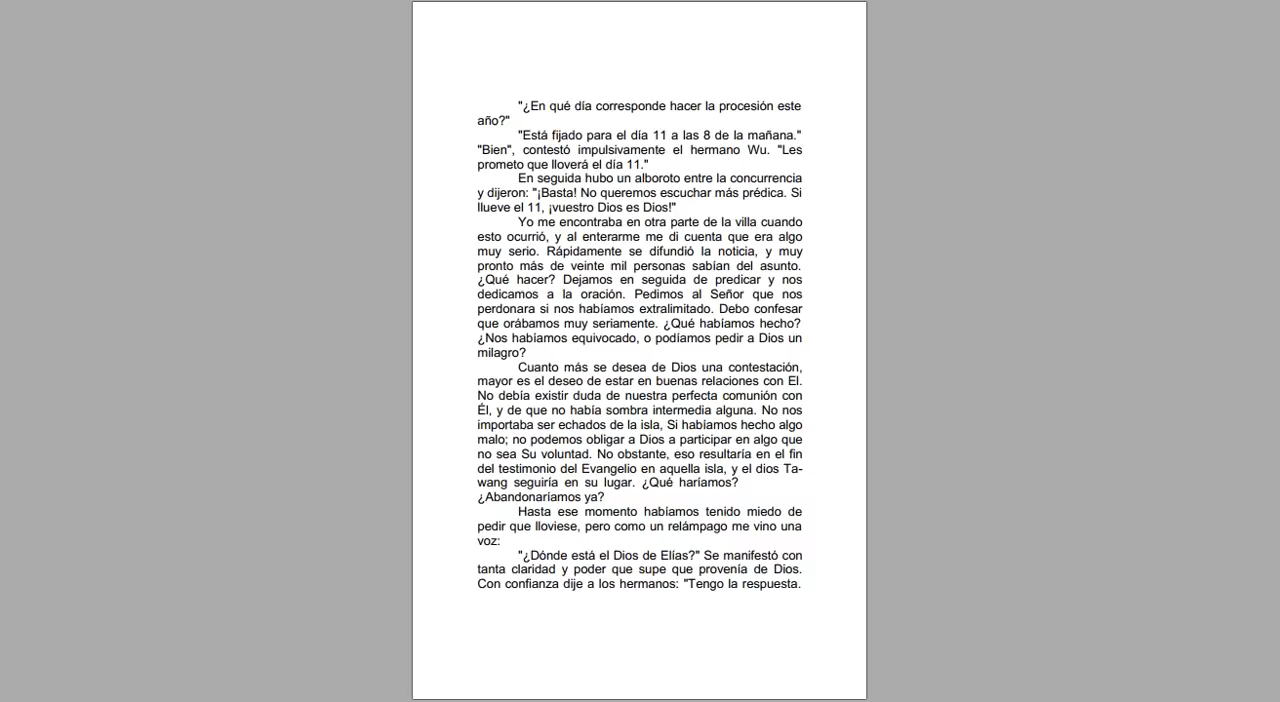 "¿En qué día corresponde hacer la procesión este
año?"
"Está fijado para el día 11 a las 8 de la mañana."
"Bien", contestó impulsivamente el hermano Wu. "Les
prometo que lloverá el día 11."
En seguida hubo un alboroto entre la concurrencia
y dijeron: "¡Basta! No queremos escuchar más prédica. Si
llueve el 11, ¡vuestro Dios es Dios!"
Yo me encontraba en otra parte de la villa cuando
esto ocurrió, y al enterarme me di cuenta que era algo
muy serio. Rápidamente se difundió la noticia, y muy
pronto más de veinte mil personas sabían del asunto.
¿Qué hacer? Dejamos en seguida de predicar y nos
dedicamos a la oración. Pedimos al Señor que nos
perdonara si nos habíamos extralimitado. Debo confesar
que orábamos muy seriamente. ¿Qué habíamos hecho?
¿Nos habíamos equivocado, o podíamos pedir a Dios un
milagro?
Cuanto más se desea de Dios una contestación,
mayor es el deseo de estar en buenas relaciones con El.
No debía existir duda de nuestra perfecta comunión con
Él, y de que no había sombra intermedia alguna. No nos
importaba ser echados de la isla, Si habíamos hecho algo
malo; no podemos obligar a Dios a participar en algo que
no sea Su voluntad. No obstante, eso resultaría en el fin
del testimonio del Evangelio en aquella isla, y el dios Ta-
wang seguiría en su lugar. ¿Qué haríamos?
¿Abandonaríamos ya?
Hasta ese momento habíamos tenido miedo de
pedir que lloviese, pero como un relámpago me vino una
voz:
"¿Dónde está el Dios de Elías?" Se manifestó con
tanta claridad y poder que supe que provenía de Dios.
Con confianza dije a los hermanos: "Tengo la respuesta.